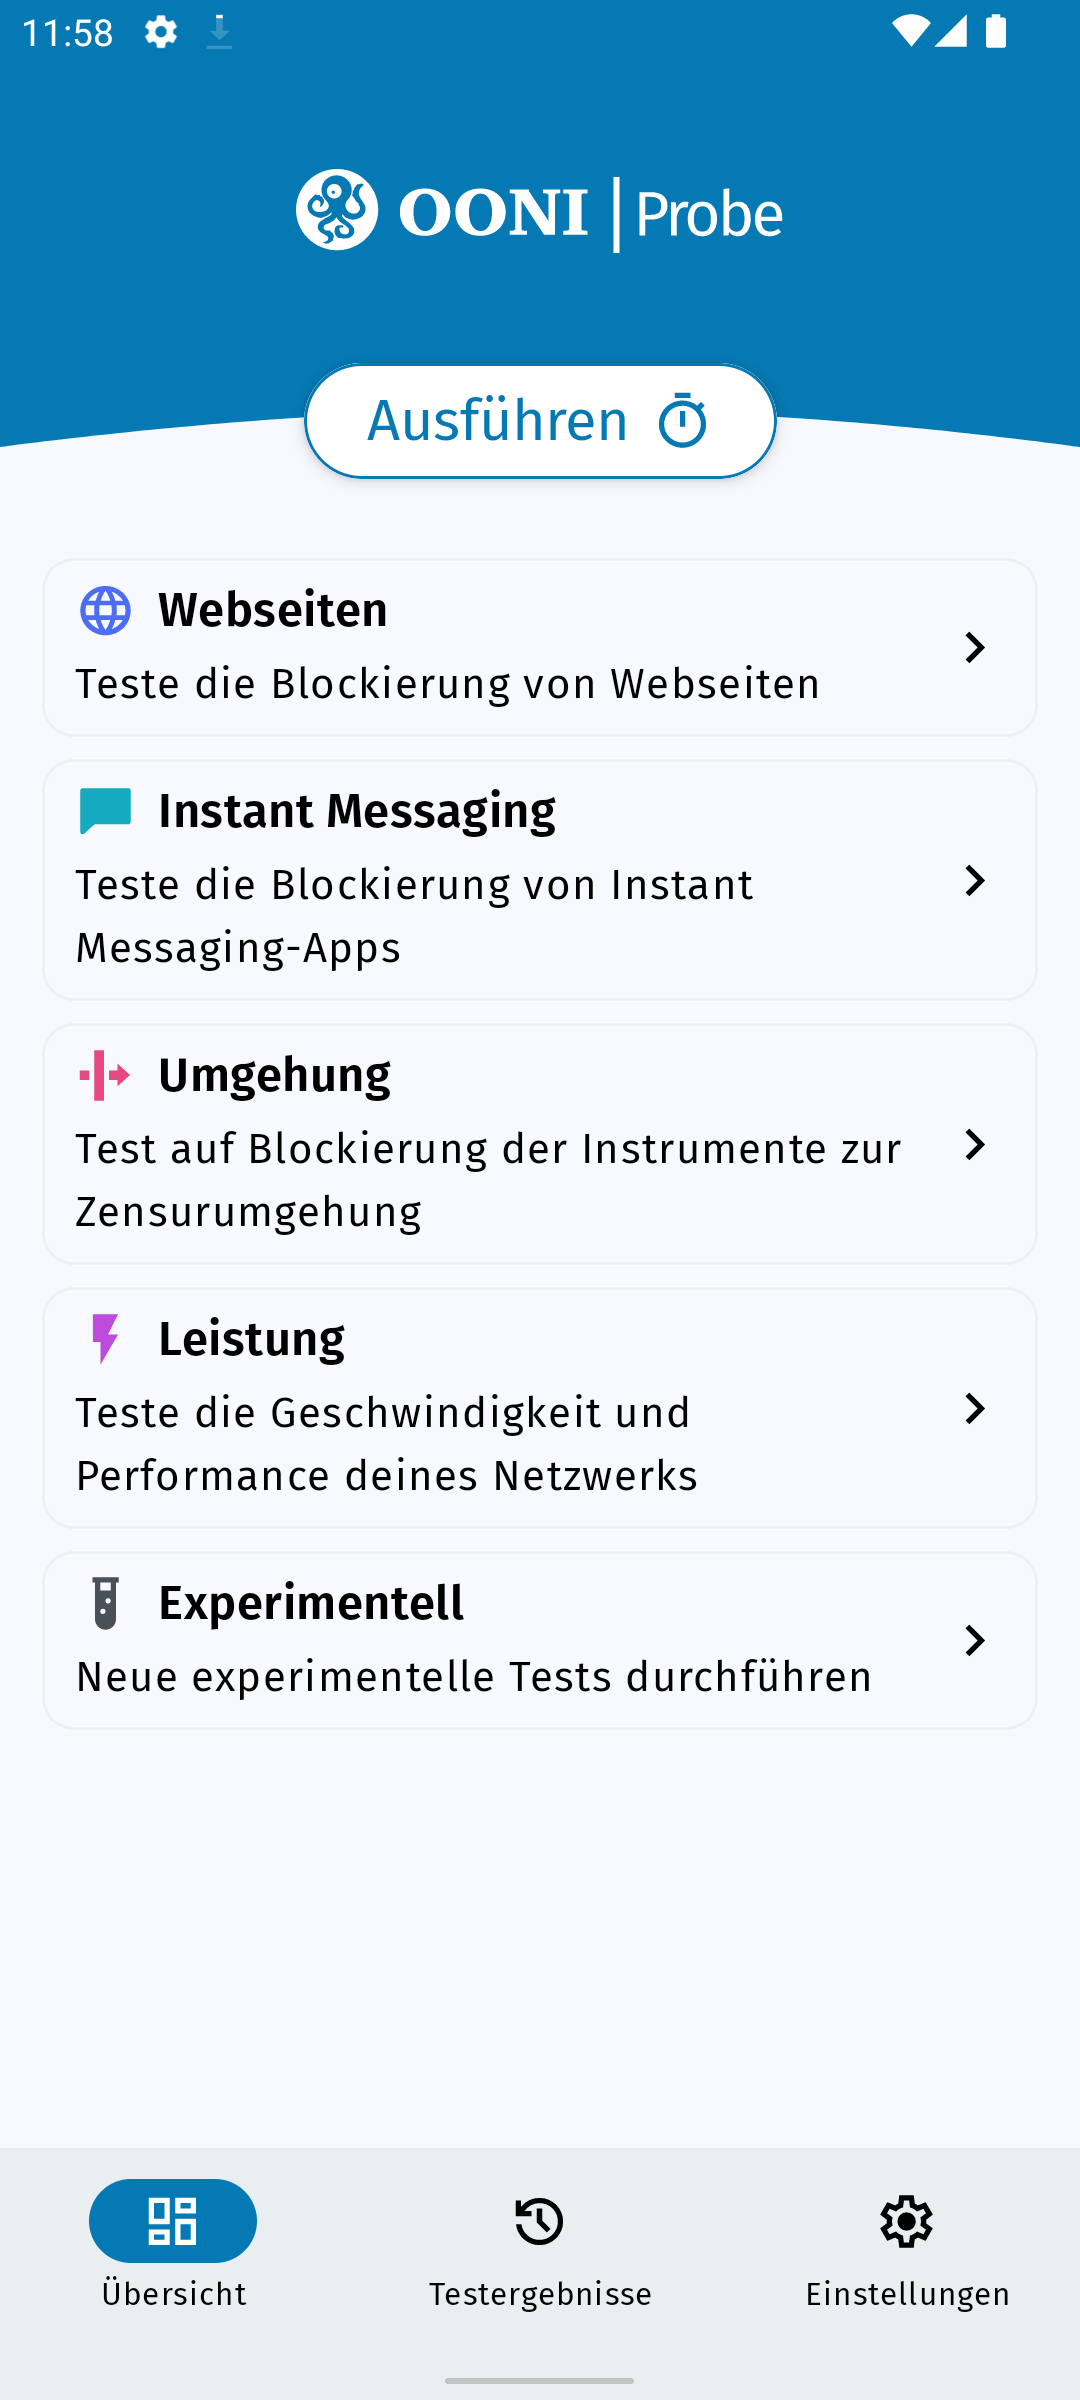 11:58
OONI | Probe
Ausführen
Webseiten
Teste die Blockierung von Webseiten
Instant Messaging
Teste die Blockierung von Instant
Messaging-Apps
Umgehung
Test auf Blockierung der Instrumente zur
Zensurumgehung
Leistung
Teste die Geschwindigkeit und
Performance deines Netzwerks
Experimentell
Neue experimentelle Tests durchführen
Übersicht
Testergebnisse
Einstellungen